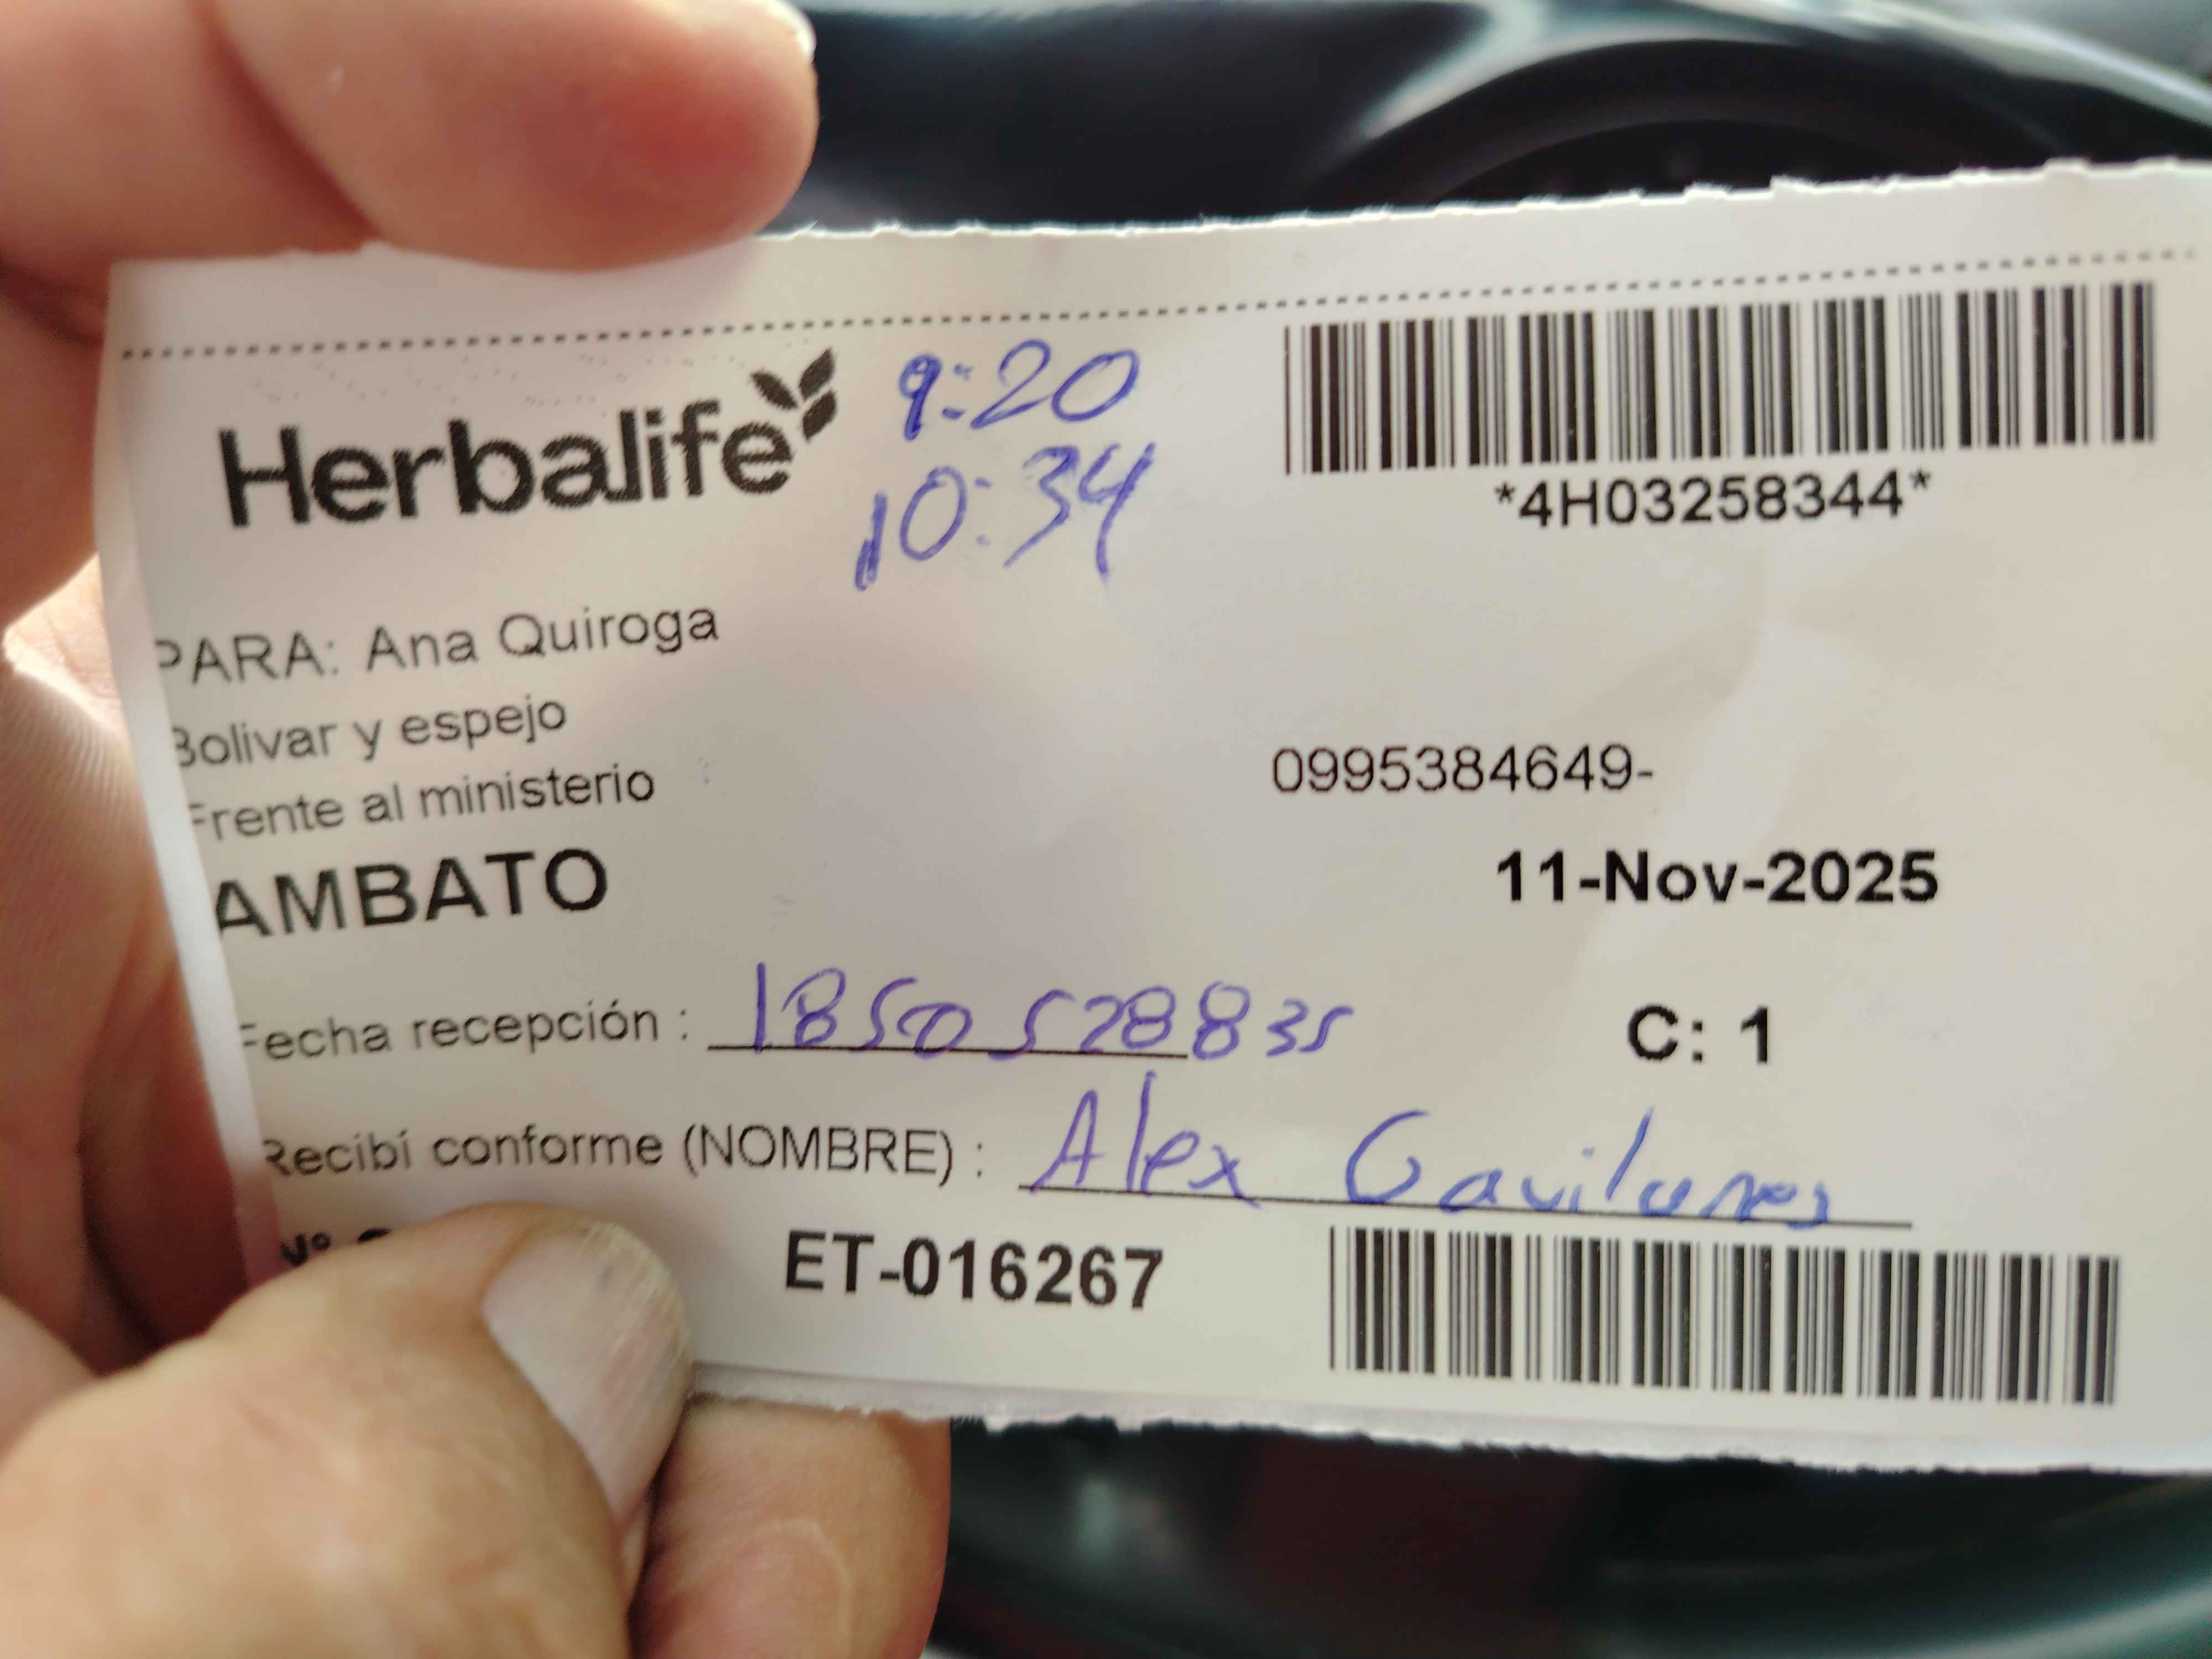 Herbalife
9:20
10:34
*4H03258344*
PARA: Ana Quiroga
Bolivar y espejo
Frente al ministerio
0995384649-
AMBATO
11-Nov-2025
Fecha recepción : 1850528835
C: 1
Recibí conforme (NOMBRE) : Alex Gavilanes
Nº
ET-016267